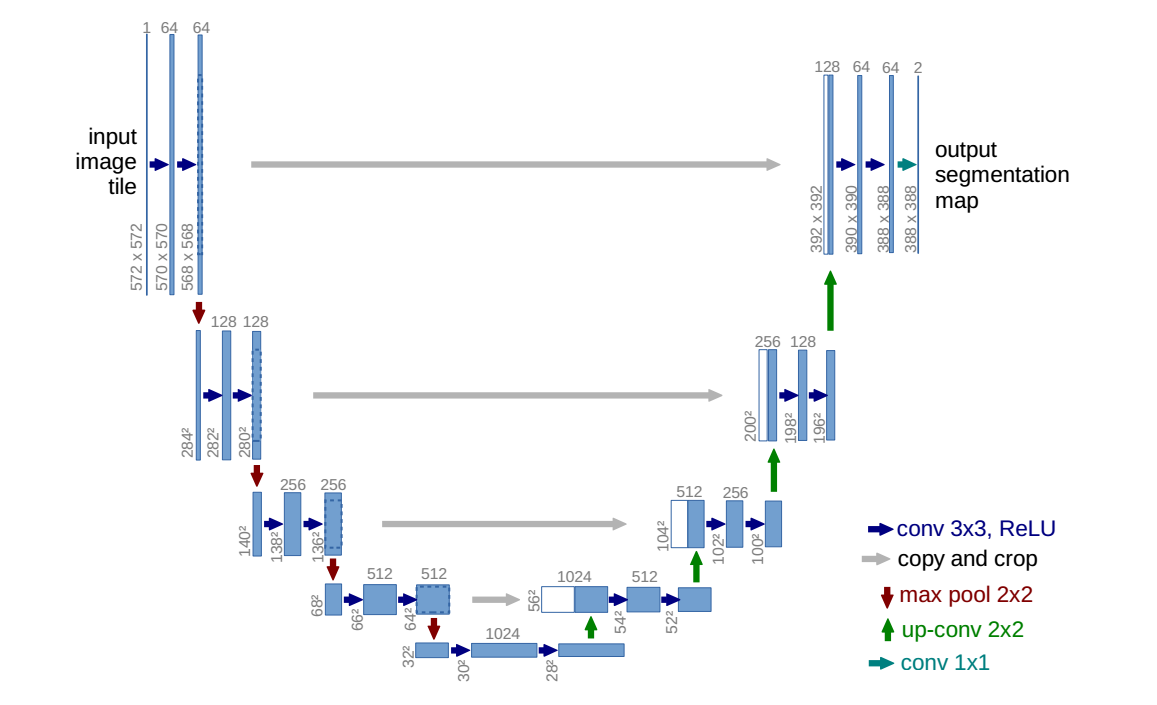 1 64 64
input
image
tile
572 x 572
570 x 570
568 x 568
128 64 64 2
output
segmentation
map
392 x 392
390 x 390
388 x 388
388 x 388
128 128
284²
282²
280²
256 128
200²
198²
196²
256 256
140²
138²
136²
512 256
104²
102²
100²
512 512
68²
66²
64²
1024 512
56²
54²
52²
1024
32²
30²
28²
conv 3x3, ReLU
copy and crop
max pool 2x2
up-conv 2x2
conv 1x1